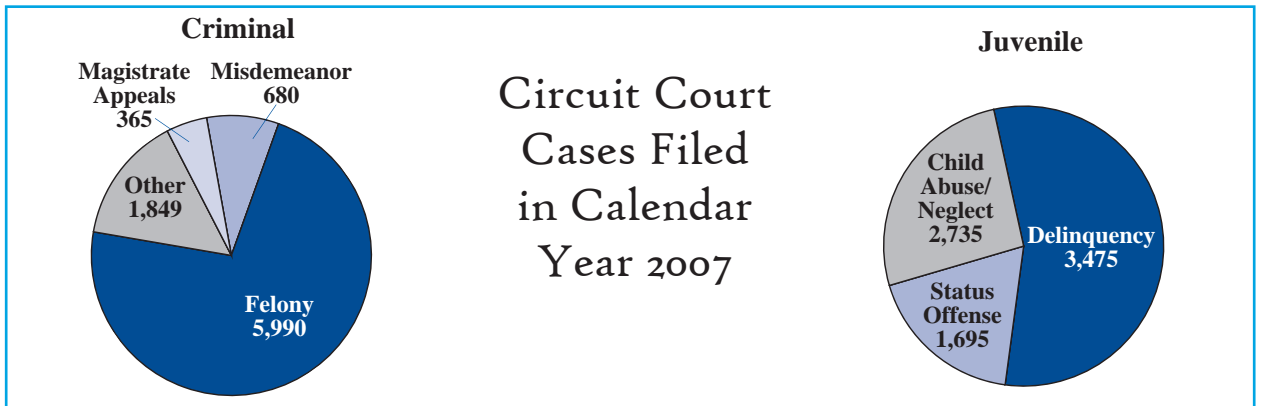 Criminal
Magistrate
Appeals
365
Misdemeanor
680
Other
1,849
Felony
5,990
Circuit Court
Cases Filed
in Calendar
Year 2007
Juvenile
Child
Abuse/
Neglect
2,735
Delinquency
3,475
Status
Offense
1,695